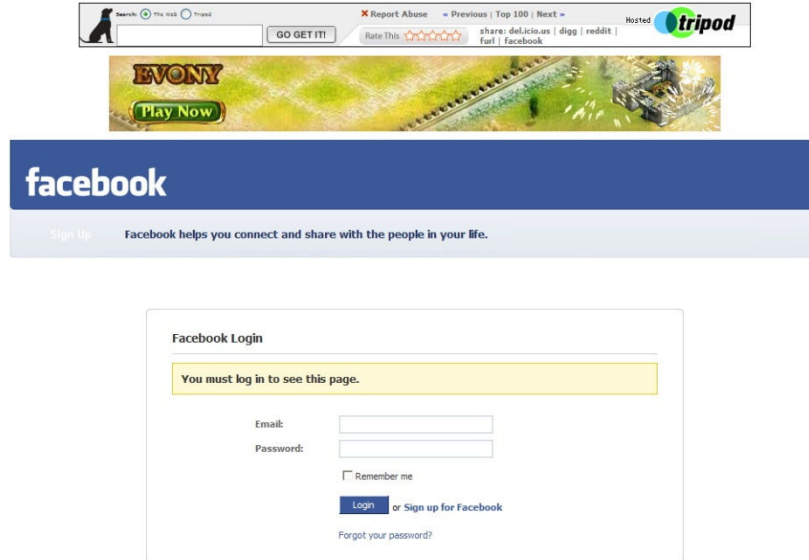 Search: The Web Tripod
GO GET IT!
Report Abuse « Previous | Top 100 | Next »
Rate This
share: del.icio.us | digg | reddit |
furl | facebook
Hosted
tripod
EVONY
Play Now
facebook
Sign Up Facebook helps you connect and share with the people in your life.
Facebook Login
You must log in to see this page.
Email:
Password:
Remember me
Login or Sign up for Facebook
Forgot your password?